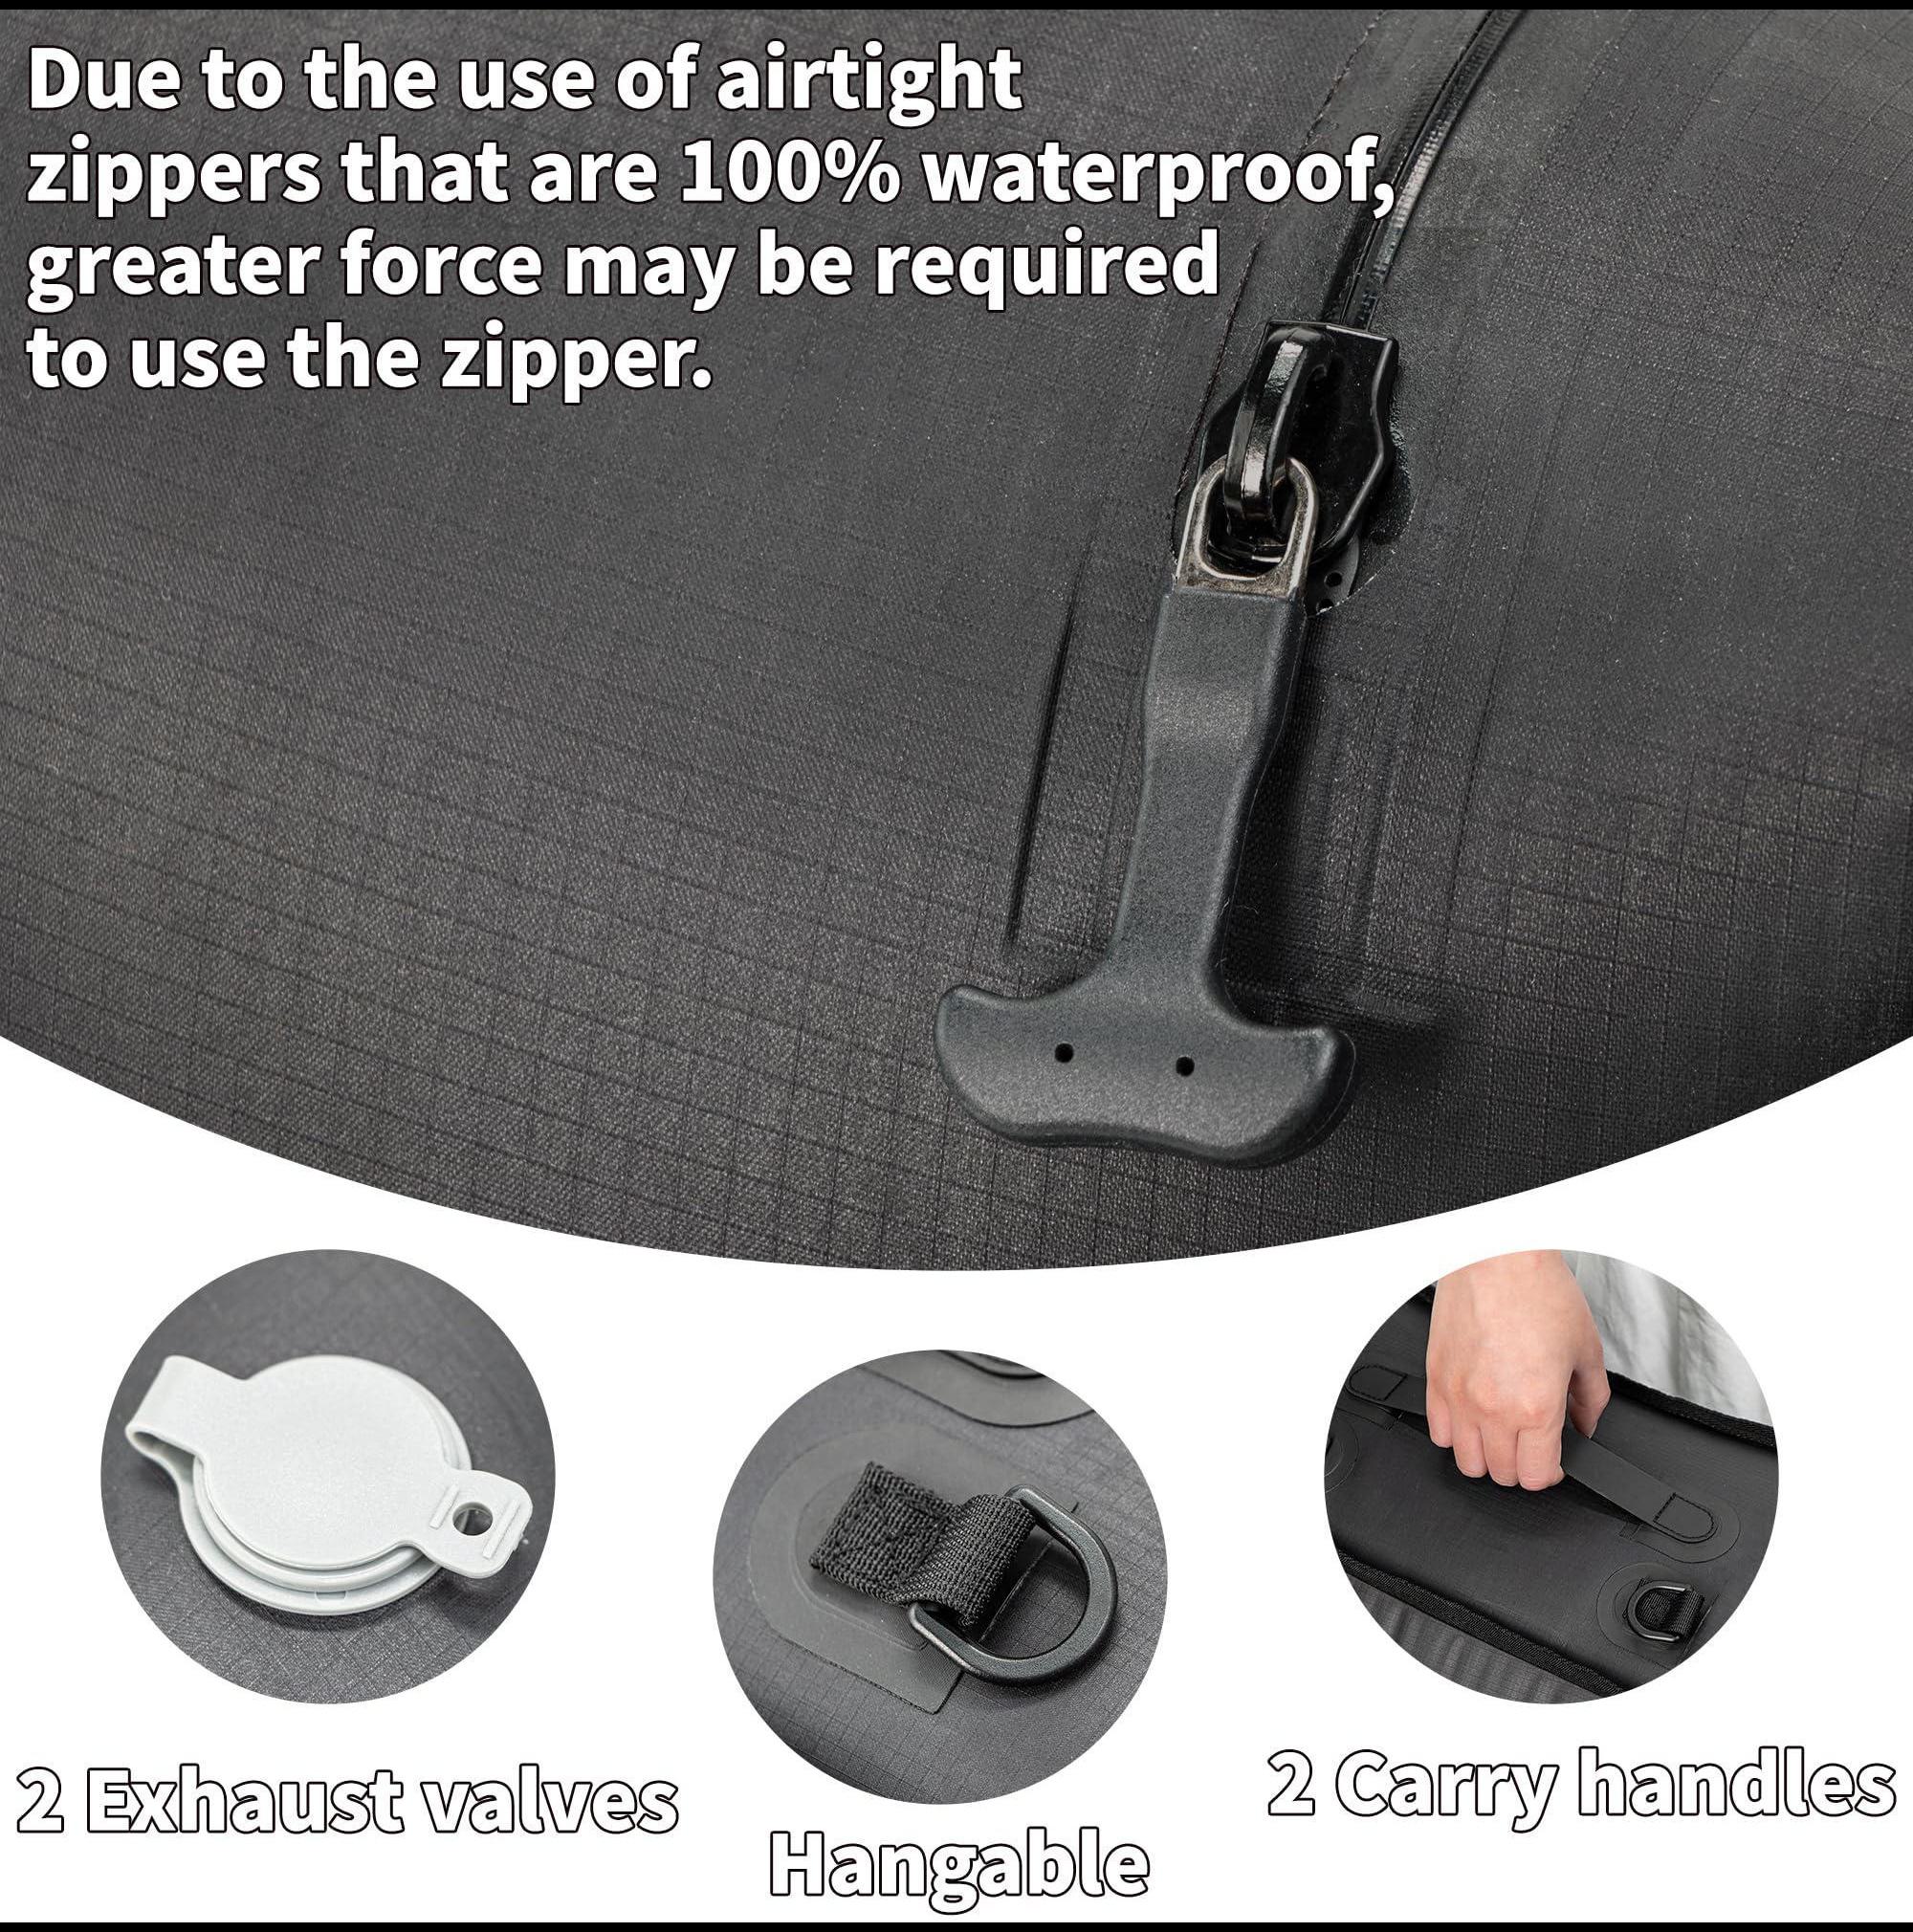 Due to the use of airtight
zippers that are 100% waterproof,
greater force may be required
to use the zipper.
2 Exhaust valves
Hangable
2 Carry handles